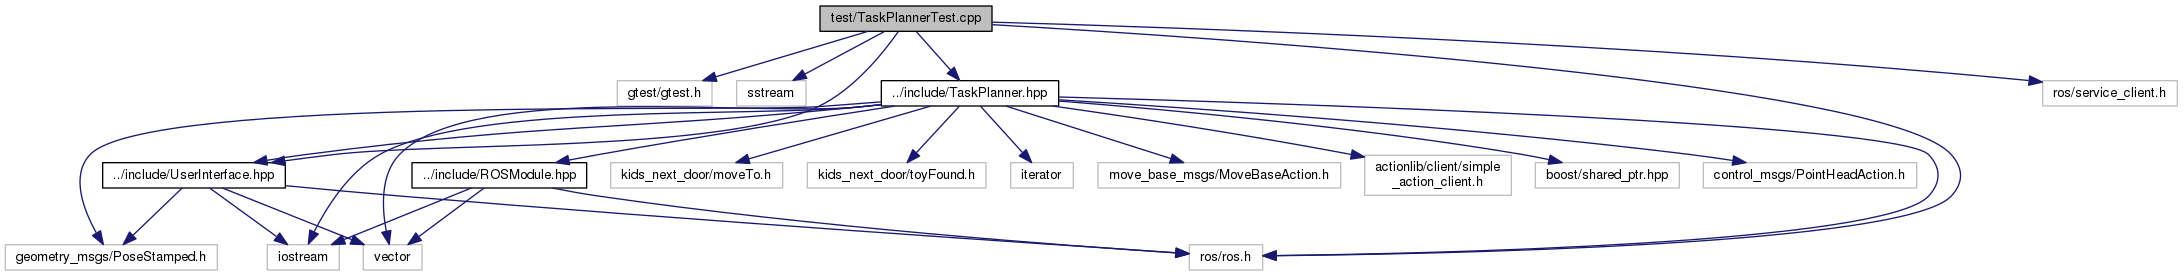 test/TaskPlannerTest.cpp
gtest/gtest.h
sstream
../include/TaskPlanner.hpp
ros/service_client.h
../include/UserInterface.hpp
../include/ROSModule.hpp
kids_next_door/moveTo.h
kids_next_door/toyFound.h
iterator
move_base_msgs/MoveBaseAction.h
actionlib/client/simple
_action_client.h
boost/shared_ptr.hpp
control_msgs/PointHeadAction.h
geometry_msgs/PoseStamped.h
iostream
vector
ros/ros.h